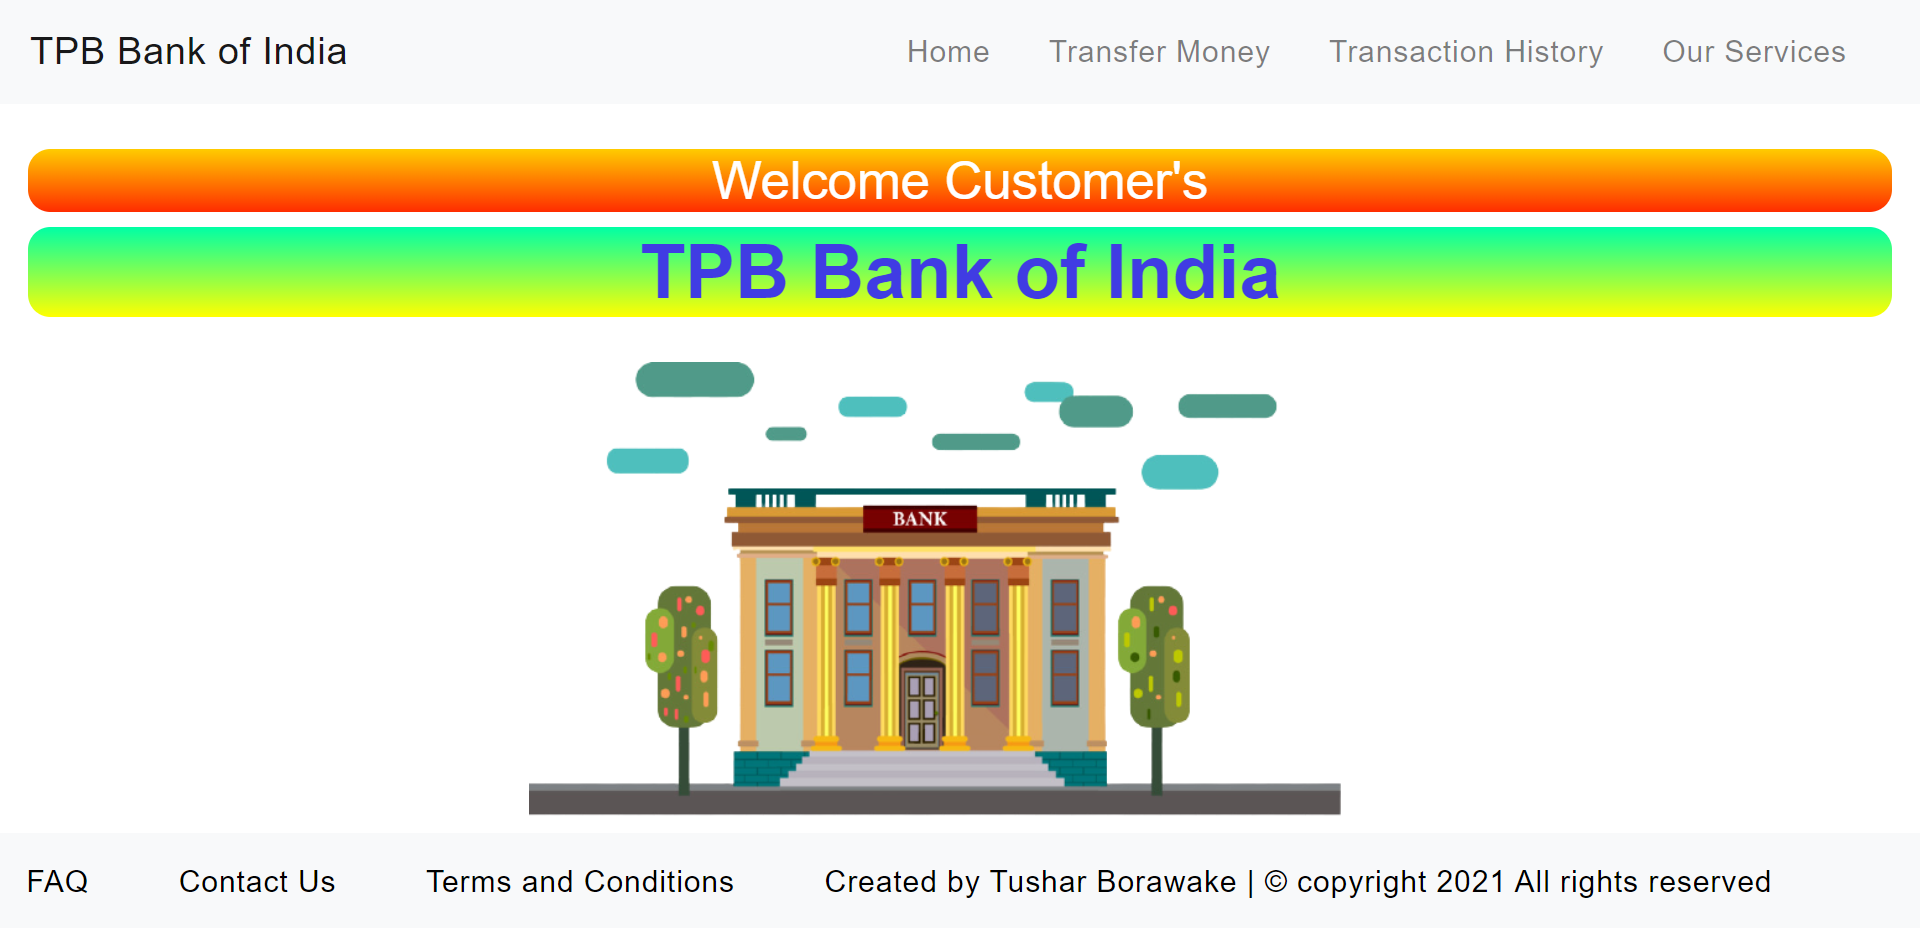 TPB Bank of India Home Transfer Money Transaction History Our Services
Welcome Customer's
TPB Bank of India
BANK
FAQ Contact Us Terms and Conditions Created by Tushar Borawake | © copyright 2021 All rights reserved